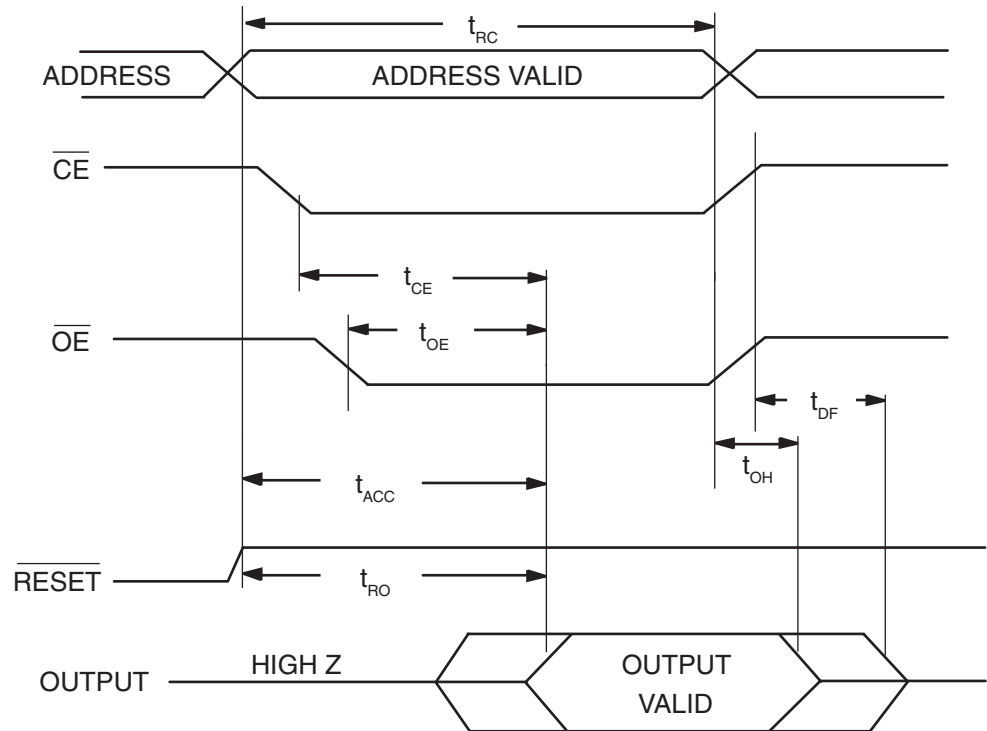 tRC
ADDRESS
ADDRESS VALID
CE
tCE
OE
tOE
tDF
tOH
tACC
RESET
tRO
OUTPUT
HIGH Z
OUTPUT
VALID